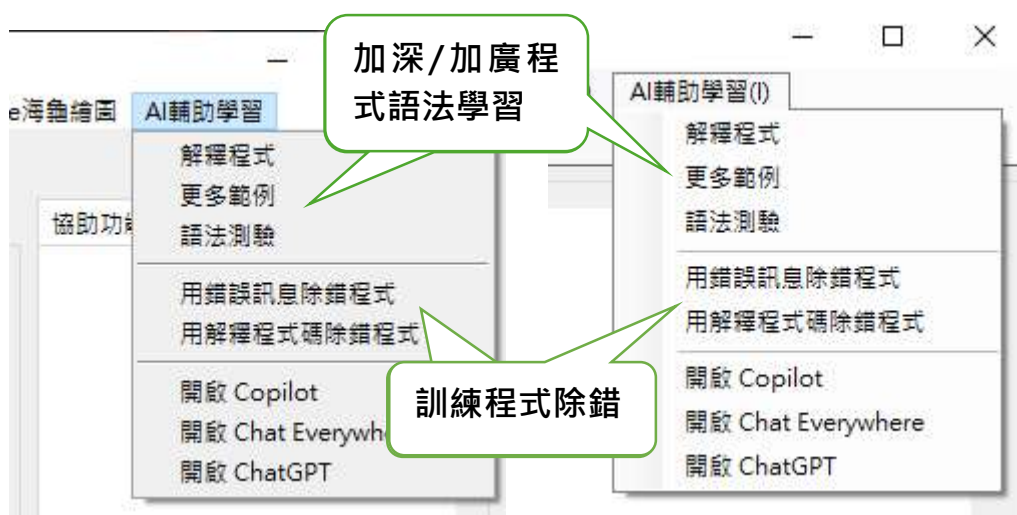 加深/加廣程
式語法學習
e海龜繪圖
AI輔助學習
解釋程式
更多範例
語法測驗
用錯誤訊息除錯程式
用解釋程式碼除錯程式
開啟 Copilot
開啟 Chat Everywhe
開啟 ChatGPT
協助功
訓練程式除錯
AI輔助學習(I)
解釋程式
更多範例
語法測驗
用錯誤訊息除錯程式
用解釋程式碼除錯程式
開啟 Copilot
開啟 Chat Everywhere
開啟 ChatGPT